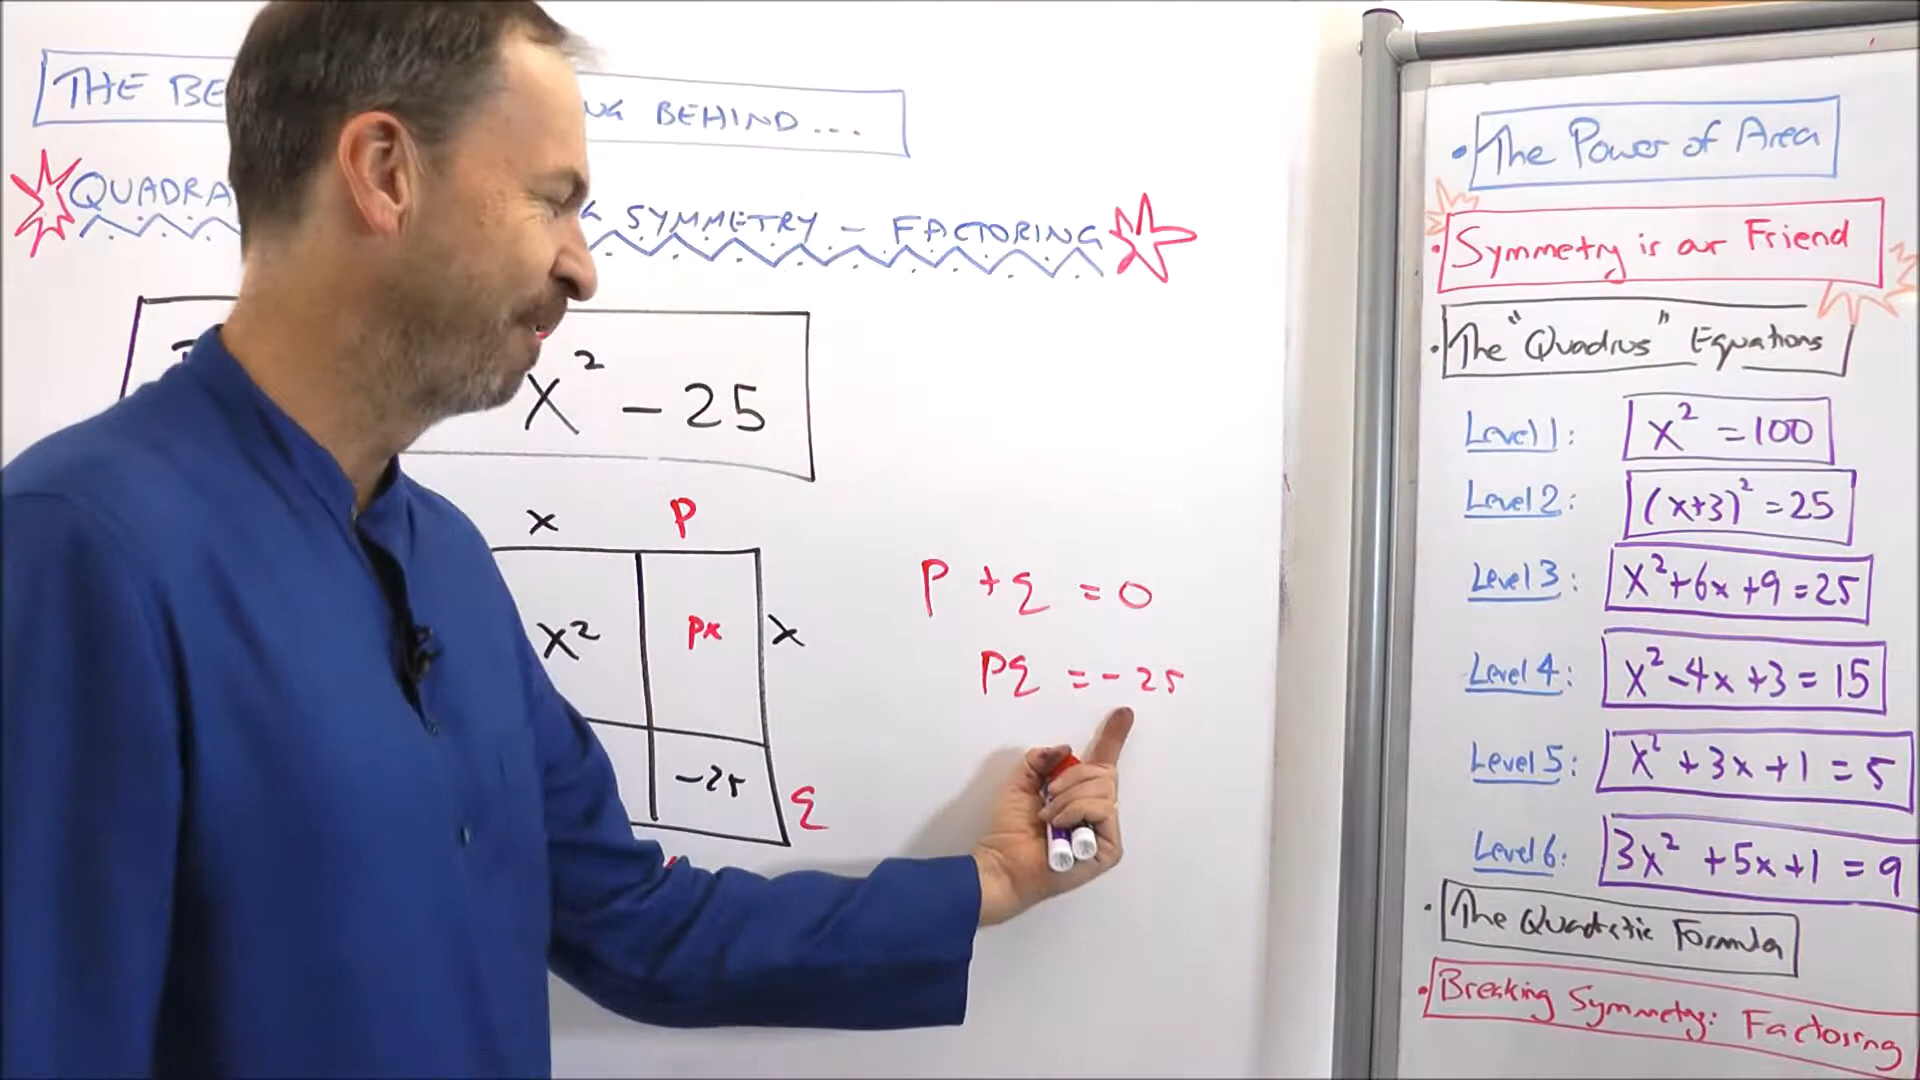 THE BEHIND...
QUADRA SYMMETRY - FACTORING
x² - 25
x P
x² px x
-25 q
P + q = 0
Pq = -25
• The Power of Area
• Symmetry is our Friend
• The "Quadrus" Equations
Level 1: x² = 100
Level 2: (x+3)² = 25
Level 3: x² + 6x + 9 = 25
Level 4: x² - 4x + 3 = 15
Level 5: x² + 3x + 1 = 5
Level 6: 3x² + 5x + 1 = 9
• The Quadratic Formula
• Breaking Symmetry: Factoring